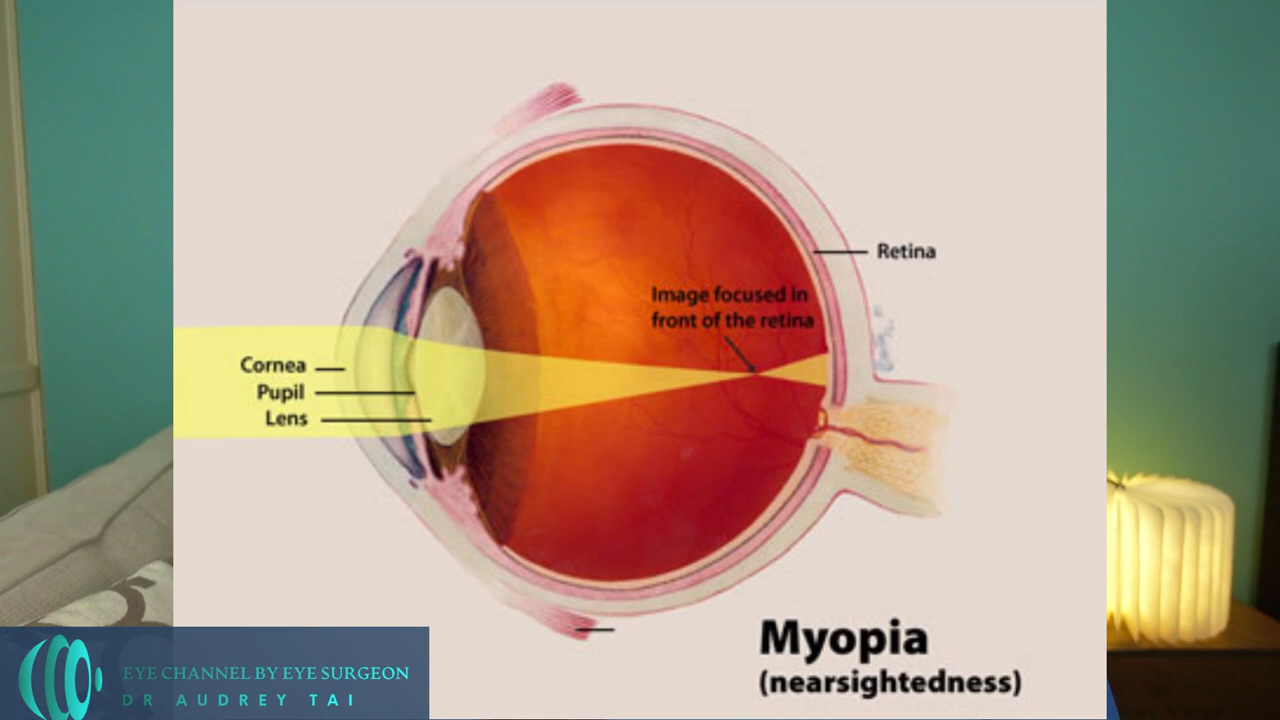 Retina
Image focused in
front of the retina
Cornea
Pupil
Lens
Myopia
(nearsightedness)
EYE CHANNEL BY EYE SURGEON
DR AUDREY TAI